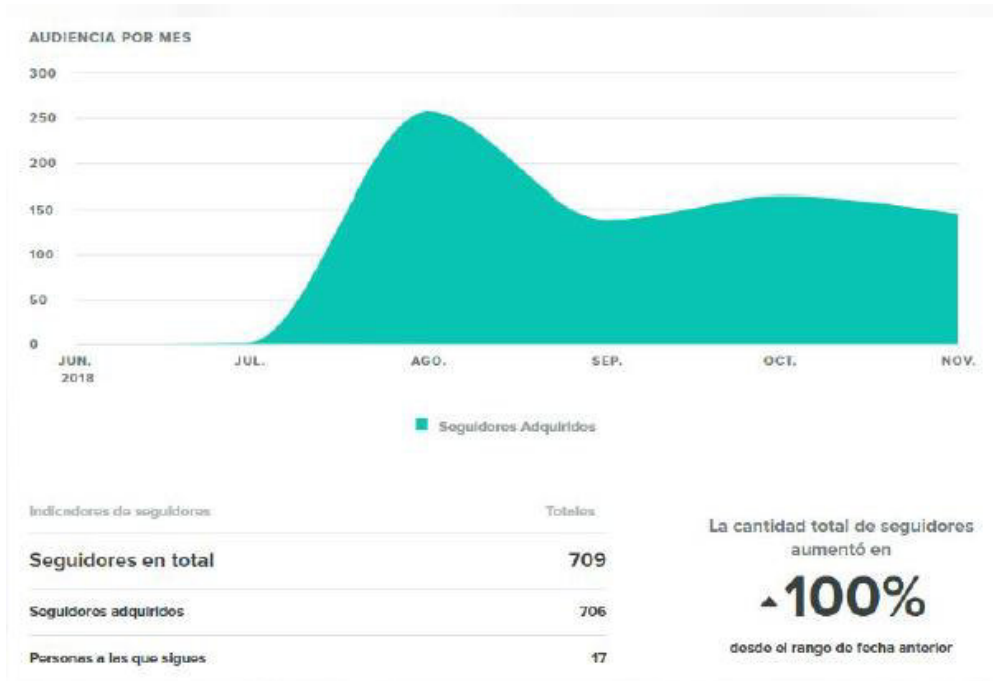 AUDIENCIA POR MES
300
250
200
150
100
50
0
JUN. JUL. AGO. SEP. OCT. NOV.
2018
Seguidores Adquiridos
Indicadores de seguidores Totales
Seguidores en total 709
Seguidores adquiridos 706
Personas a las que sigues 17
La cantidad total de seguidores
aumentó en
100%
desde el rango de fecha anterior